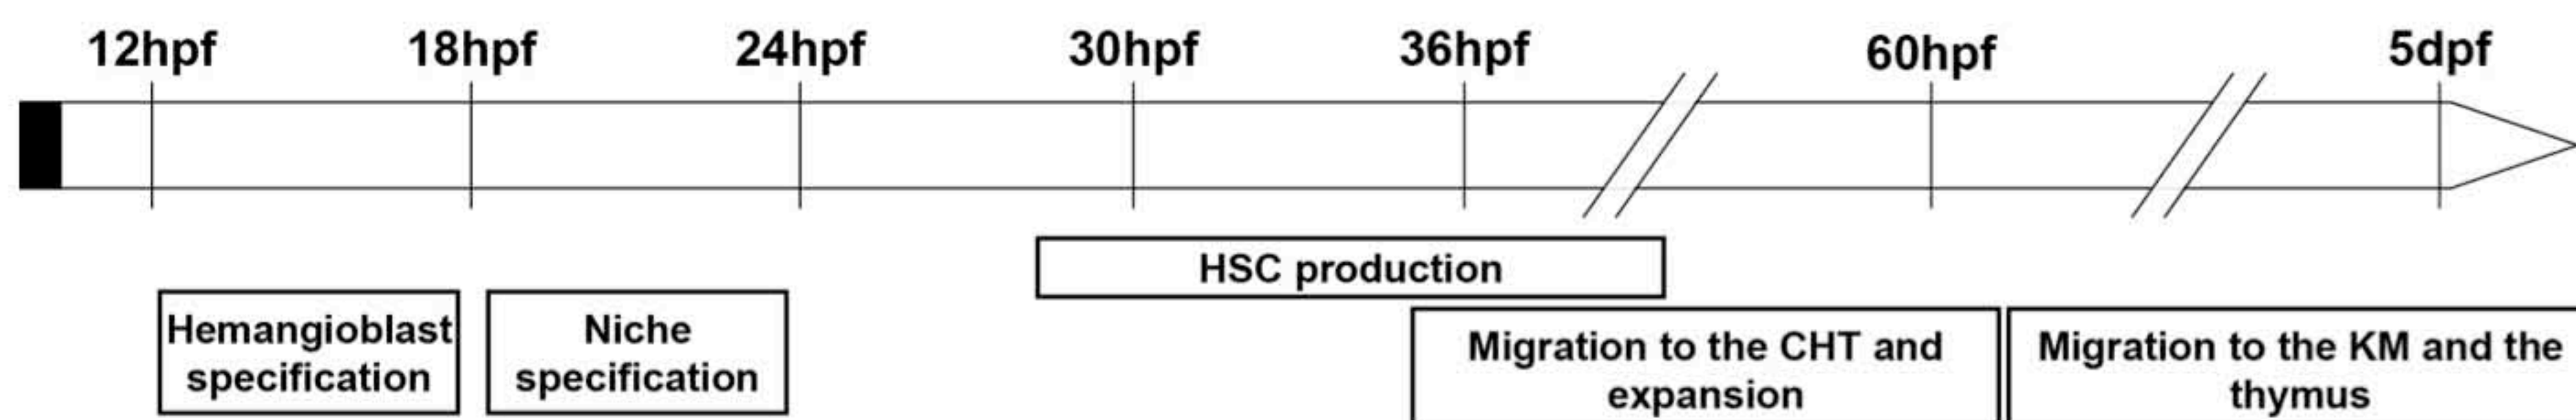 12hpf 18hpf 24hpf 30hpf 36hpf 60hpf 5dpf
HSC production
Hemangioblast
specification
Niche
specification
Migration to the CHT and
expansion
Migration to the KM and the
thymus